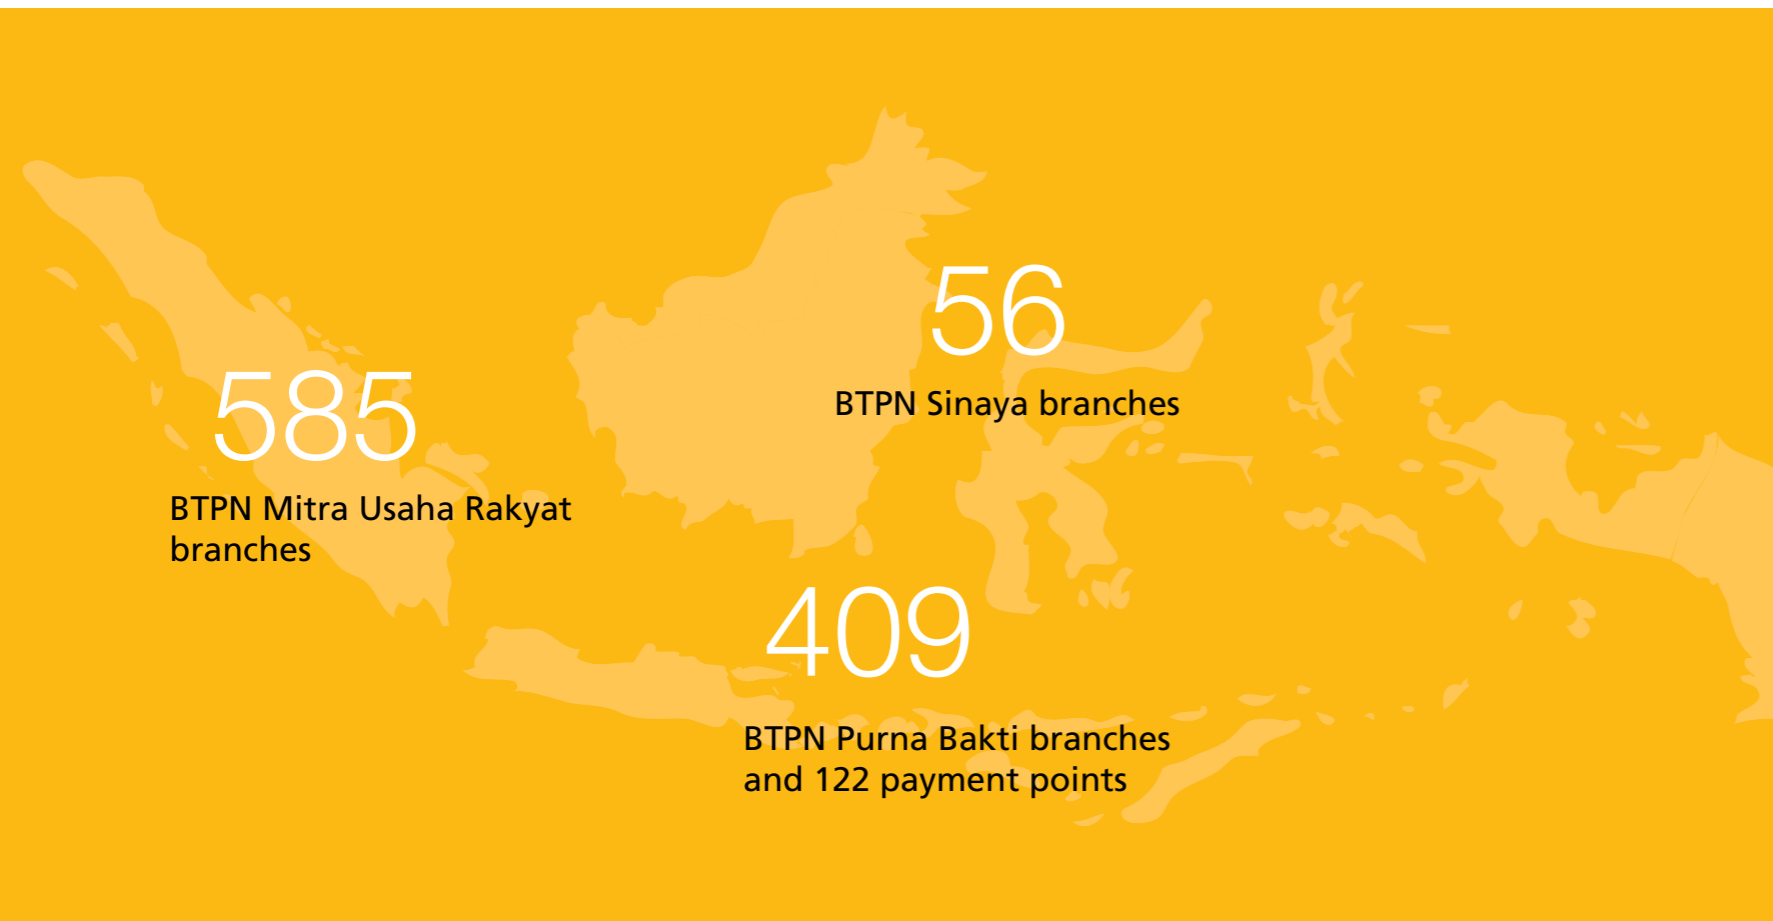 56
BTPN Sinaya branches
585
BTPN Mitra Usaha Rakyat
branches
409
BTPN Purna Bakti branches
and 122 payment points